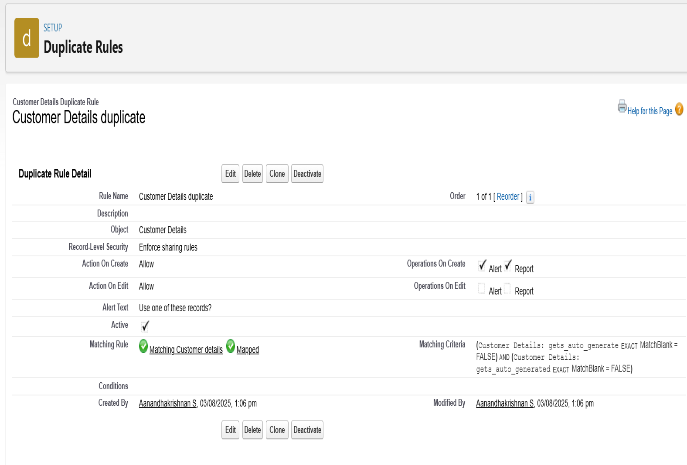 d
SETUP
Duplicate Rules
Customer Details Duplicate Rule
Customer Details duplicate
Help for this Page ?
Duplicate Rule Detail Edit Delete Clone Deactivate
Rule Name Customer Details duplicate Order 1 of 1 [ Reorder ] i
Description
Object Customer Details
Record-Level Security Enforce sharing rules
Action On Create Allow Operations On Create Alert Report
Action On Edit Allow Operations On Edit Alert Report
Alert Text Use one of these records?
Active
Matching Rule Matching Customer details Mapped Matching Criteria (Customer Details: gets_auto_generate EXACT MatchBlank =
FALSE) AND (Customer Details:
gets_auto_generated EXACT MatchBlank = FALSE)
Conditions
Created By Aanandhakrishnan S, 03/08/2025, 1:06 pm Modified By Aanandhakrishnan S, 03/08/2025, 1:06 pm
Edit Delete Clone Deactivate